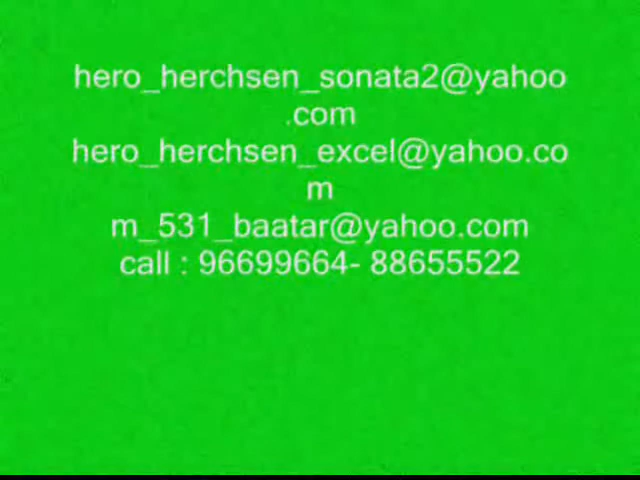 hero_herchsen_sonata2@yahoo
.com
hero_herchsen_excel@yahoo.co
m
m_531_baatar@yahoo.com
call : 96699664- 88655522